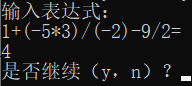 输入表达式：
1+(-5*3)/(-2)-9/2=
4
是否继续（y，n）？